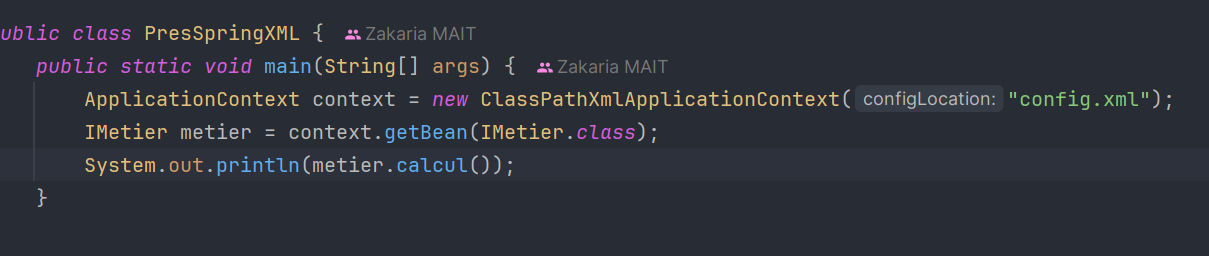 ublic class PresSpringXML { Zakaria MAIT
public static void main(String[] args) { Zakaria MAIT
ApplicationContext context = new ClassPathXmlApplicationContext( configLocation: "config.xml");
IMetier metier = context.getBean(IMetier.class);
System.out.println(metier.calcul());
}